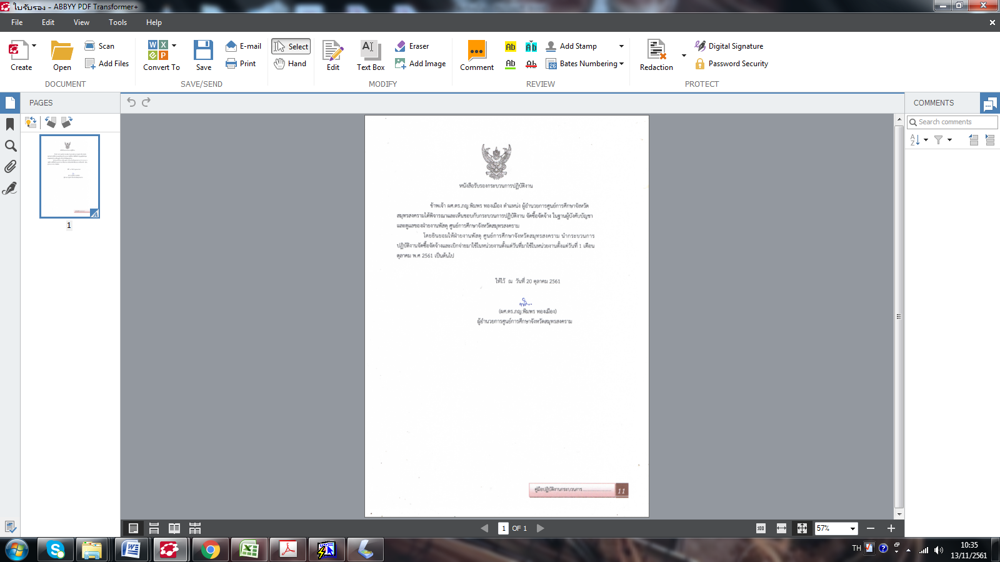 ใบรับรอง - ABBYY PDF Transformer+
File Edit View Tools Help
Create
Open
Scan
Add Files
DOCUMENT
Convert To
Save
E-mail
Print
SAVE/SEND
Select
Hand
Edit
Text Box
Eraser
Add Image
MODIFY
Comment
Ab
Ab
Ab
Ab
Add Stamp
Bates Numbering
REVIEW
Redaction
Digital Signature
Password Security
PROTECT
PAGES
1
COMMENTS
Search comments
หนังสือรับรองกระบวนการปฏิบัติงาน
ข้าพเจ้า ผศ.ดร.ภญ.พิมพร ทองเมือง ตำแหน่ง ผู้อำนวยการศูนย์การศึกษาจังหวัด
สมุทรสงครามได้พิจารณาและเห็นชอบกับกระบวนการปฏิบัติงาน จัดซื้อจัดจ้าง ในฐานผู้บังคับบัญชา
และดูแลของฝ่ายงานพัสดุ ศูนย์การศึกษาจังหวัดสมุทรสงคราม
โดยยินยอมให้ฝ่ายงานพัสดุ ศูนย์การศึกษาจังหวัดสมุทรสงคราม นำกระบวนการ
ปฏิบัติงานจัดซื้อจัดจ้างและเบิกจ่ายมาใช้ในหน่วยงานตั้งแต่วันที่มาใช้ในหน่วยงานตั้งแต่วันที่ 1 เดือน
ตุลาคม พ.ศ 2561 เป็นต้นไป
ให้ไว้ ณ วันที่ 20 ตุลาคม 2561
(ผศ.ดร.ภญ.พิมพร ทองเมือง)
ผู้อำนวยการศูนย์การศึกษาจังหวัดสมุทรสงคราม
คู่มือปฏิบัติงานกระบวนการ........................ 11
1 OF 1
57%
TH
10:35
13/11/2561